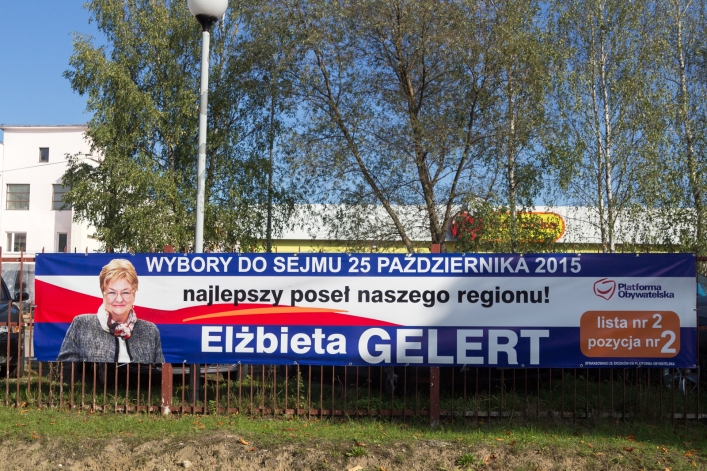 WYBORY DO SEJMU 25 PAŹDZIERNIKA 2015
najlepszy poseł naszego regionu!
Elżbieta GELERT
Platforma
Obywatelska
lista nr 2
pozycja nr 2